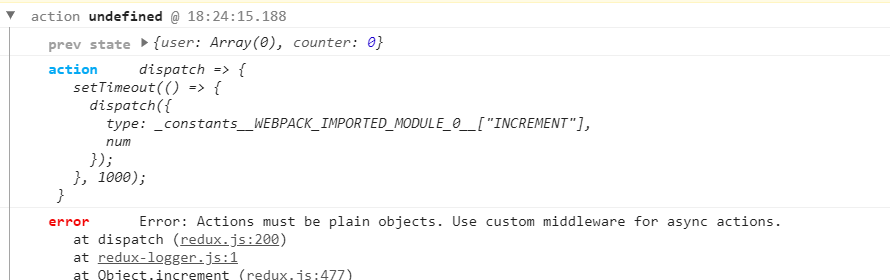 ▼ action undefined @ 18:24:15.188
prev state ▶ {user: Array(0), counter: 0}
action dispatch => {
setTimeout(() => {
dispatch({
type: _constants__WEBPACK_IMPORTED_MODULE_0__["INCREMENT"],
num
});
}, 1000);
}
error Error: Actions must be plain objects. Use custom middleware for async actions.
at dispatch (redux.js:200)
at redux-logger.js:1
at Object.increment (redux.js:477)